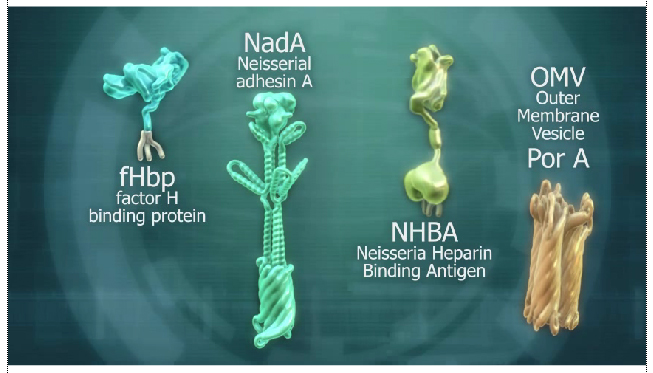 fHbp
factor H
binding protein
NadA
Neisserial
adhesin A
NHBA
Neisseria Heparin
Binding Antigen
OMV
Outer
Membrane
Vesicle
Por A